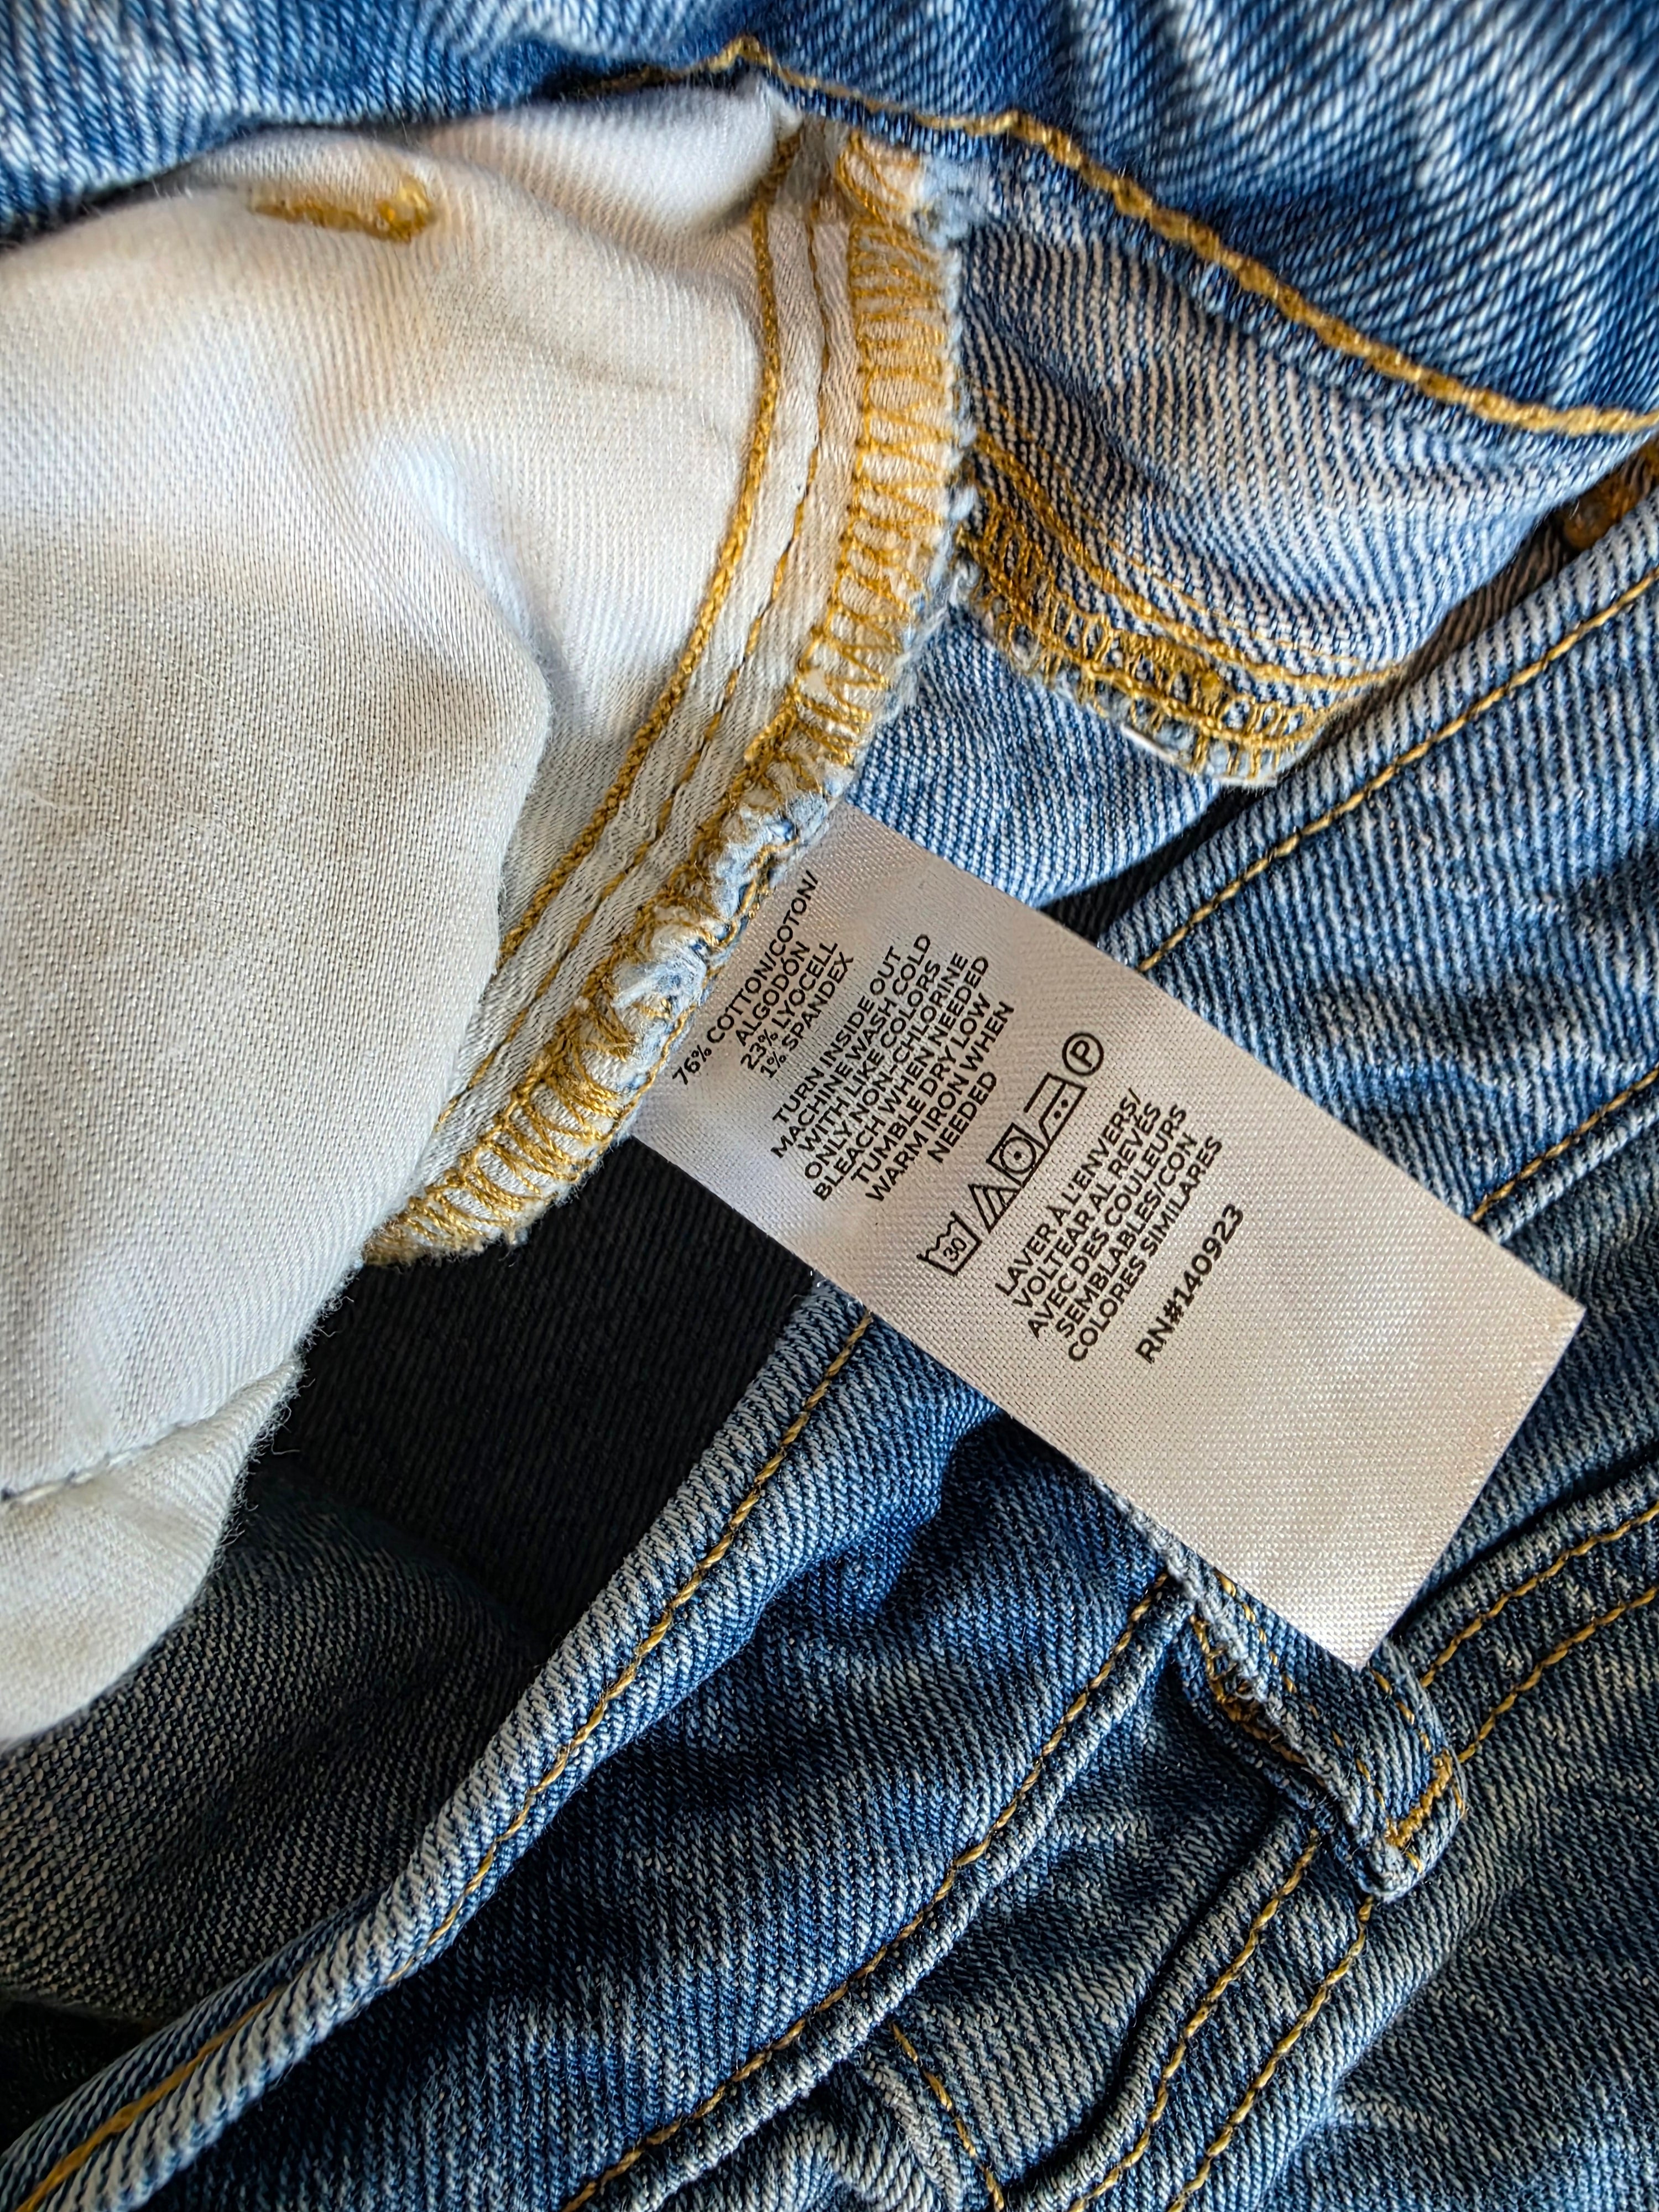 76% COTTON/COTON/
ALGODÓN
23% LYOCELL
1% SPANDEX
TURN INSIDE OUT
MACHINE WASH COLD
WITH LIKE COLORS
ONLY NON-CHLORINE
BLEACH WHEN NEEDED
TUMBLE DRY LOW
WARM IRON WHEN
NEEDED
30 P
LAVER À L'ENVERS/
VOLTEAR AL REVÉS
AVEC DES COULEURS
SEMBLABLES/CON
COLORES SIMILARES
RN#140923